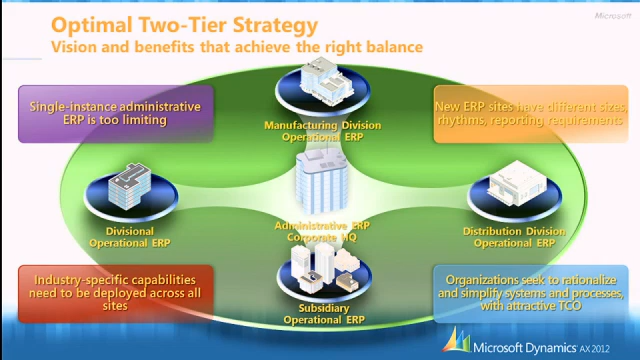 Optimal Two-Tier Strategy
Microsoft
Vision and benefits that achieve the right balance
Single-instance administrative
ERP is too limiting
New ERP sites have different sizes,
rhythms, reporting requirements
Manufacturing Division
Operational ERP
Divisional
Operational ERP
Administrative ERP
Corporate HQ
Distribution Division
Operational ERP
Industry-specific capabilities
need to be deployed across all
sites
Subsidiary
Operational ERP
Organizations seek to rationalize
and simplify systems and processes,
with attractive TCO
Microsoft Dynamics AX 2012